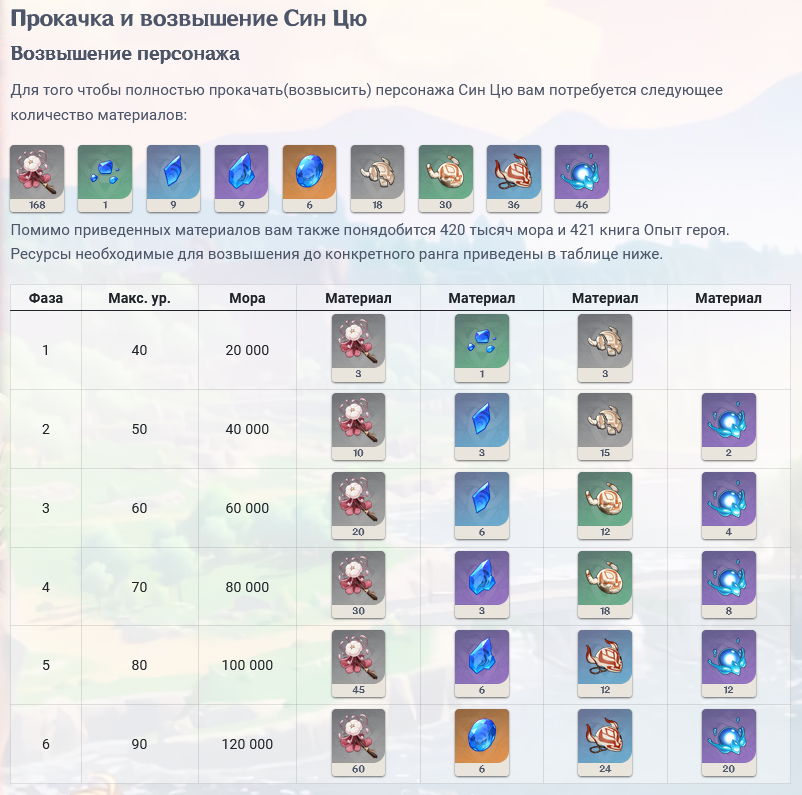 Прокачка и возвышение Син Цю
Возвышение персонажа
Для того чтобы полностью прокачать(возвысить) персонажа Син Цю вам потребуется следующее
количество материалов:
168 1 9 9 6 18 30 36 46
Помимо приведенных материалов вам также понядобится 420 тысяч мора и 421 книга Опыт героя.
Ресурсы необходимые для возвышения до конкретного ранга приведены в таблице ниже.
Фаза Макс. ур. Мора Материал Материал Материал Материал
1 40 20 000 3 1 3
2 50 40 000 10 3 15 2
3 60 60 000 20 6 12 4
4 70 80 000 30 3 18 8
5 80 100 000 45 6 12 12
6 90 120 000 60 6 24 20